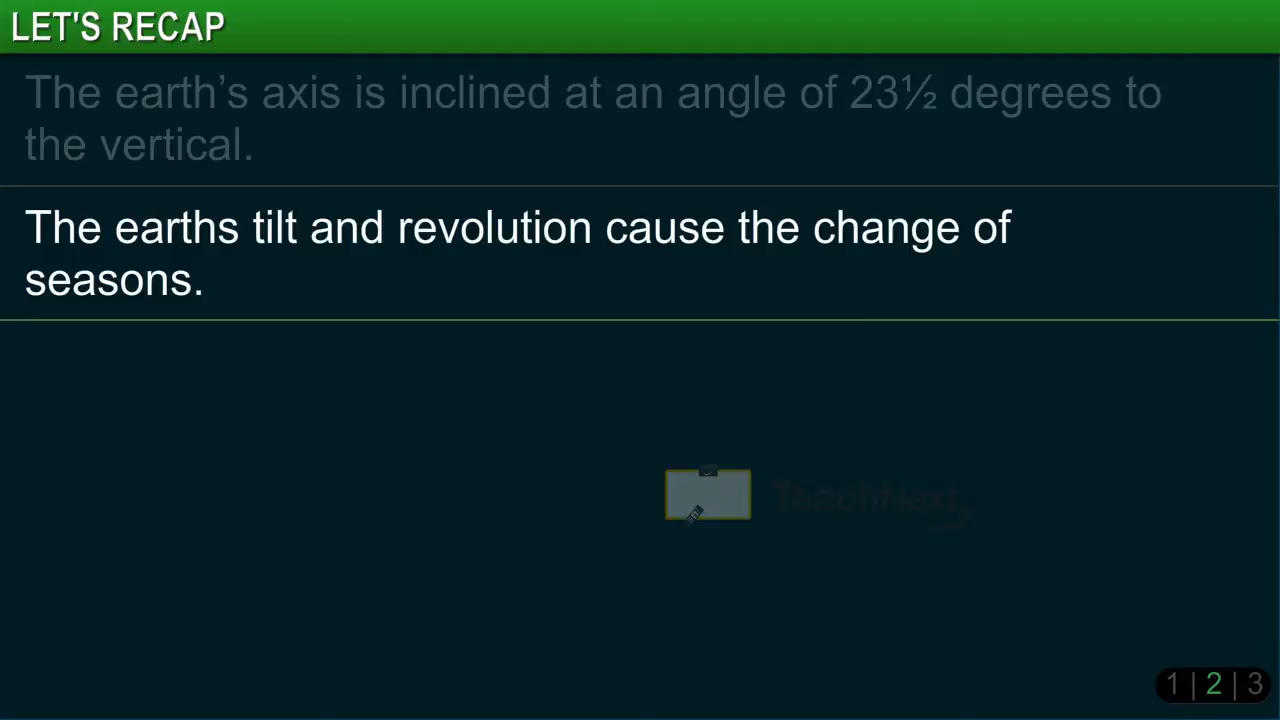 LET'S RECAP
The earth’s axis is inclined at an angle of 23½ degrees to
the vertical.
The earths tilt and revolution cause the change of
seasons.
TeachNext
1 | 2 | 3